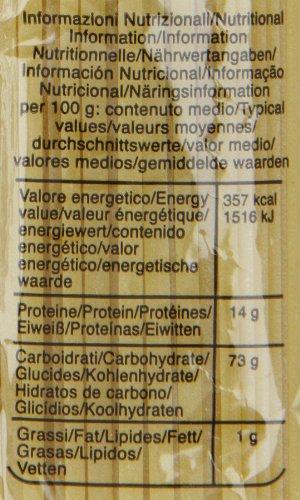 Informazioni Nutrizionali/Nutritional
Information/Information
Nutritionnelle/Nährwertangaben/
Información Nutricional/Informação
Nutricional/Näringsinformation
per 100 g: contenuto medio/Typical
values/valeurs moyennes/
durchschnittswerte/valor medio/
valores medios/gemiddelde waarden
Valore energetico/Energy 357 kcal
value/valeur énergétique/ 1516 kJ
energiewert/contenido
energético/valor
energético/energetische
waarde
Proteine/Protein/Protéines/ 14 g
Eiweiß/Proteínas/Eiwitten
Carboidrati/Carbohydrate/ 73 g
Glucides/Kohlenhydrate/
Hidratos de carbono/
Glicídios/Koolhydraten
Grassi/Fat/Lipides/Fett/ 1 g
Grasas/Lípidos/
Vetten